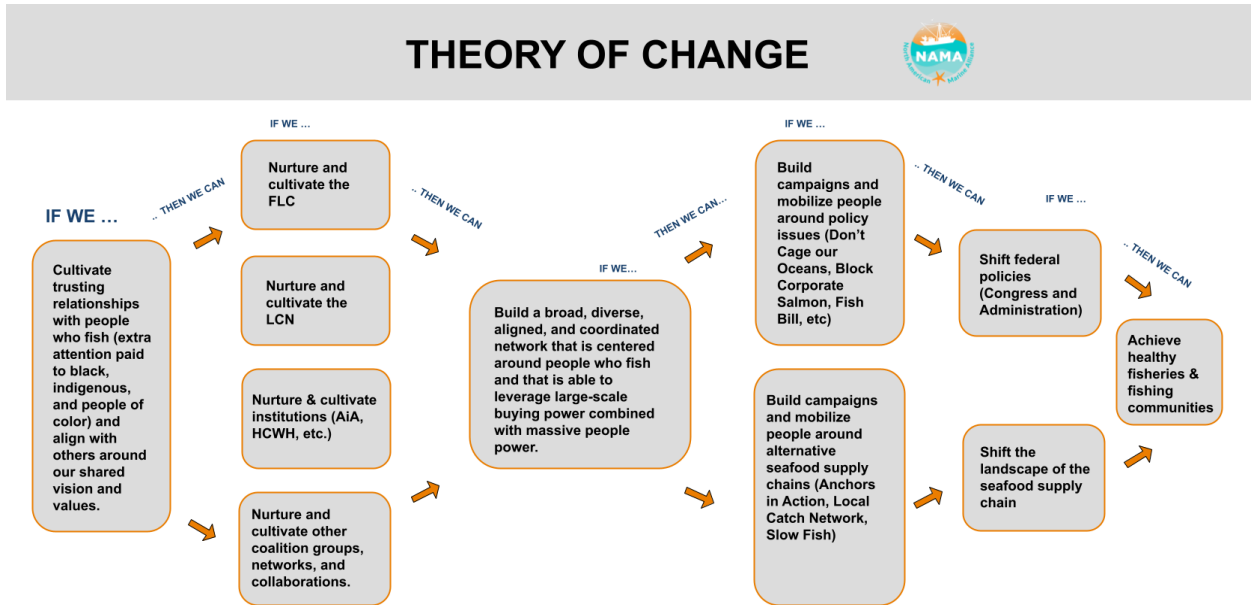 THEORY OF CHANGE
NAMA
North American Marine Alliance
IF WE …
Cultivate
trusting
relationships
with people
who fish (extra
attention paid
to black,
indigenous,
and people of
color) and
align with
others around
our shared
vision and
values.
.. THEN WE CAN
IF WE …
Nurture and
cultivate the
FLC
Nurture and
cultivate the
LCN
Nurture & cultivate
institutions (AiA,
HCWH, etc.)
Nurture and
cultivate other
coalition groups,
networks, and
collaborations.
.. THEN WE CAN
IF WE…
Build a broad, diverse,
aligned, and coordinated
network that is centered
around people who fish
and that is able to
leverage large-scale
buying power combined
with massive people
power.
THEN WE CAN…
IF WE …
Build
campaigns and
mobilize people
around policy
issues (Don’t
Cage our
Oceans, Block
Corporate
Salmon, Fish
Bill, etc)
Build campaigns
and mobilize
people around
alternative
seafood supply
chains (Anchors
in Action, Local
Catch Network,
Slow Fish)
.. THEN WE CAN
IF WE …
Shift federal
policies
(Congress and
Administration)
Shift the
landscape of the
seafood supply
chain
.. THEN WE CAN
Achieve
healthy
fisheries &
fishing
communities